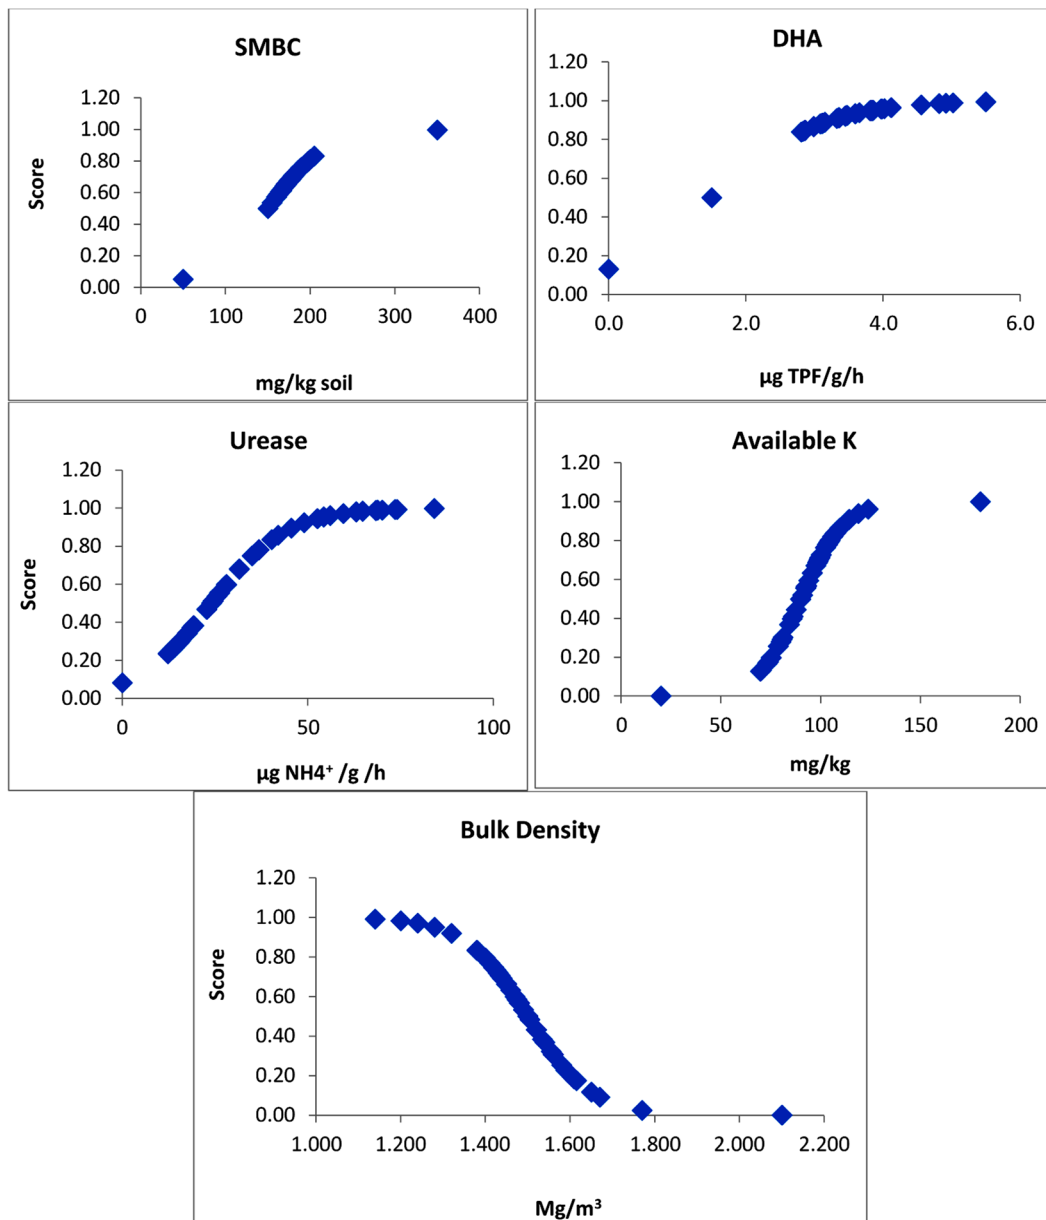 SMBC
1.20
1.00
0.80
0.60
0.40
0.20
0.00
Score
0 100 200 300 400
mg/kg soil
DHA
1.20
1.00
0.80
0.60
0.40
0.20
0.00
0.0 2.0 4.0 6.0
µg TPF/g/h
Urease
1.20
1.00
0.80
0.60
0.40
0.20
0.00
Score
0 50 100
µg NH4⁺ /g /h
Available K
1.20
1.00
0.80
0.60
0.40
0.20
0.00
0 50 100 150 200
mg/kg
Bulk Density
1.20
1.00
0.80
0.60
0.40
0.20
0.00
Score
1.000 1.200 1.400 1.600 1.800 2.000 2.200
Mg/m³